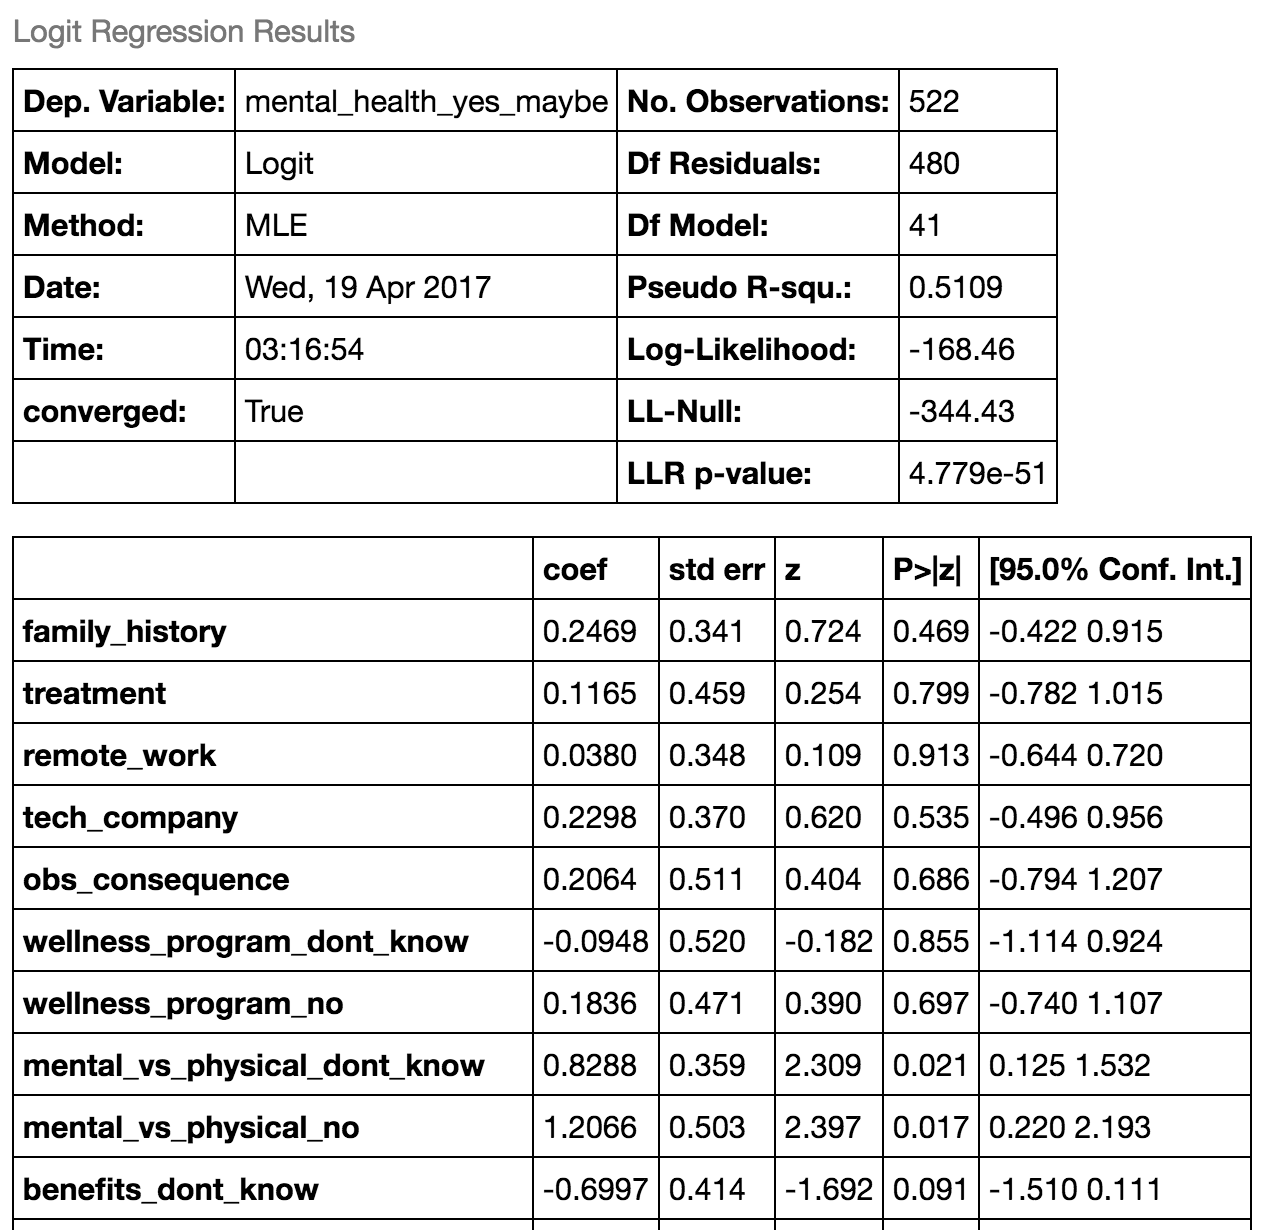 Logit Regression Results
Dep. Variable: mental_health_yes_maybe No. Observations: 522
Model: Logit Df Residuals: 480
Method: MLE Df Model: 41
Date: Wed, 19 Apr 2017 Pseudo R-squ.: 0.5109
Time: 03:16:54 Log-Likelihood: -168.46
converged: True LL-Null: -344.43
LLR p-value: 4.779e-51
coef std err z P>|z| [95.0% Conf. Int.]
family_history 0.2469 0.341 0.724 0.469 -0.422 0.915
treatment 0.1165 0.459 0.254 0.799 -0.782 1.015
remote_work 0.0380 0.348 0.109 0.913 -0.644 0.720
tech_company 0.2298 0.370 0.620 0.535 -0.496 0.956
obs_consequence 0.2064 0.511 0.404 0.686 -0.794 1.207
wellness_program_dont_know -0.0948 0.520 -0.182 0.855 -1.114 0.924
wellness_program_no 0.1836 0.471 0.390 0.697 -0.740 1.107
mental_vs_physical_dont_know 0.8288 0.359 2.309 0.021 0.125 1.532
mental_vs_physical_no 1.2066 0.503 2.397 0.017 0.220 2.193
benefits_dont_know -0.6997 0.414 -1.692 0.091 -1.510 0.111